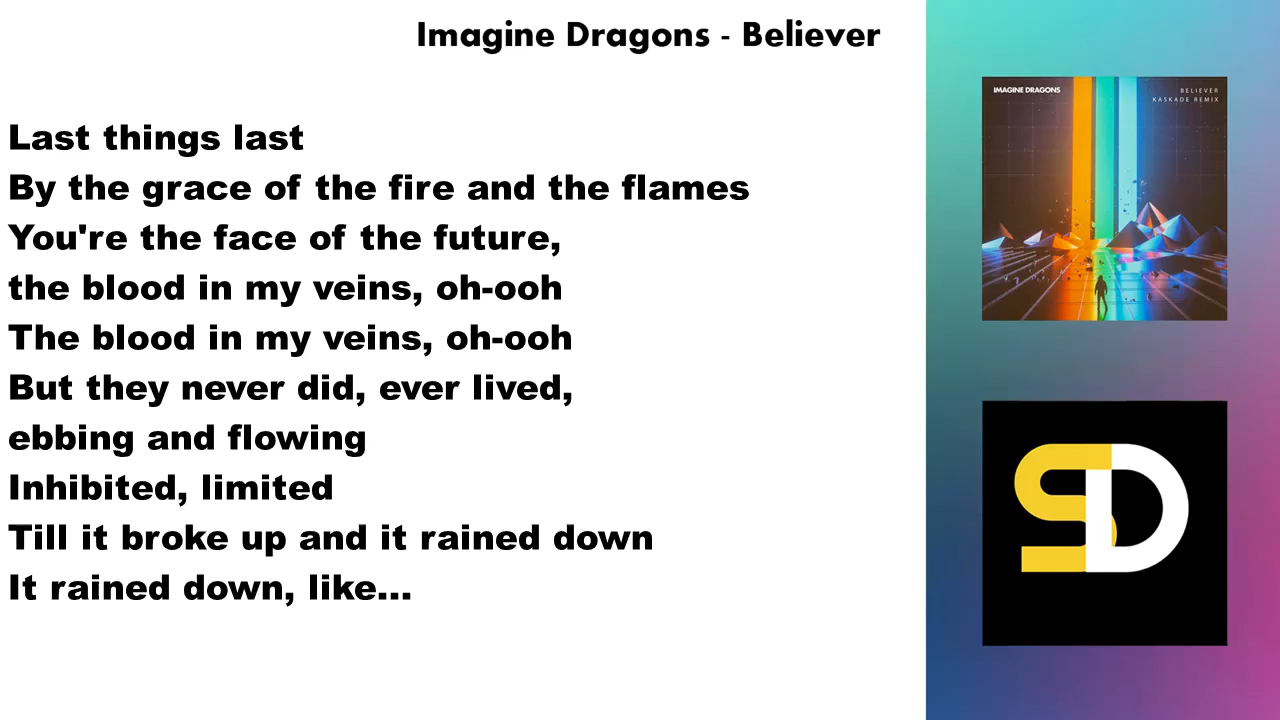 Imagine Dragons - Believer
Last things last
By the grace of the fire and the flames
You're the face of the future,
the blood in my veins, oh-ooh
The blood in my veins, oh-ooh
But they never did, ever lived,
ebbing and flowing
Inhibited, limited
Till it broke up and it rained down
It rained down, like...
IMAGINE DRAGONS
BELIEVER
KASKADE REMIX
SD